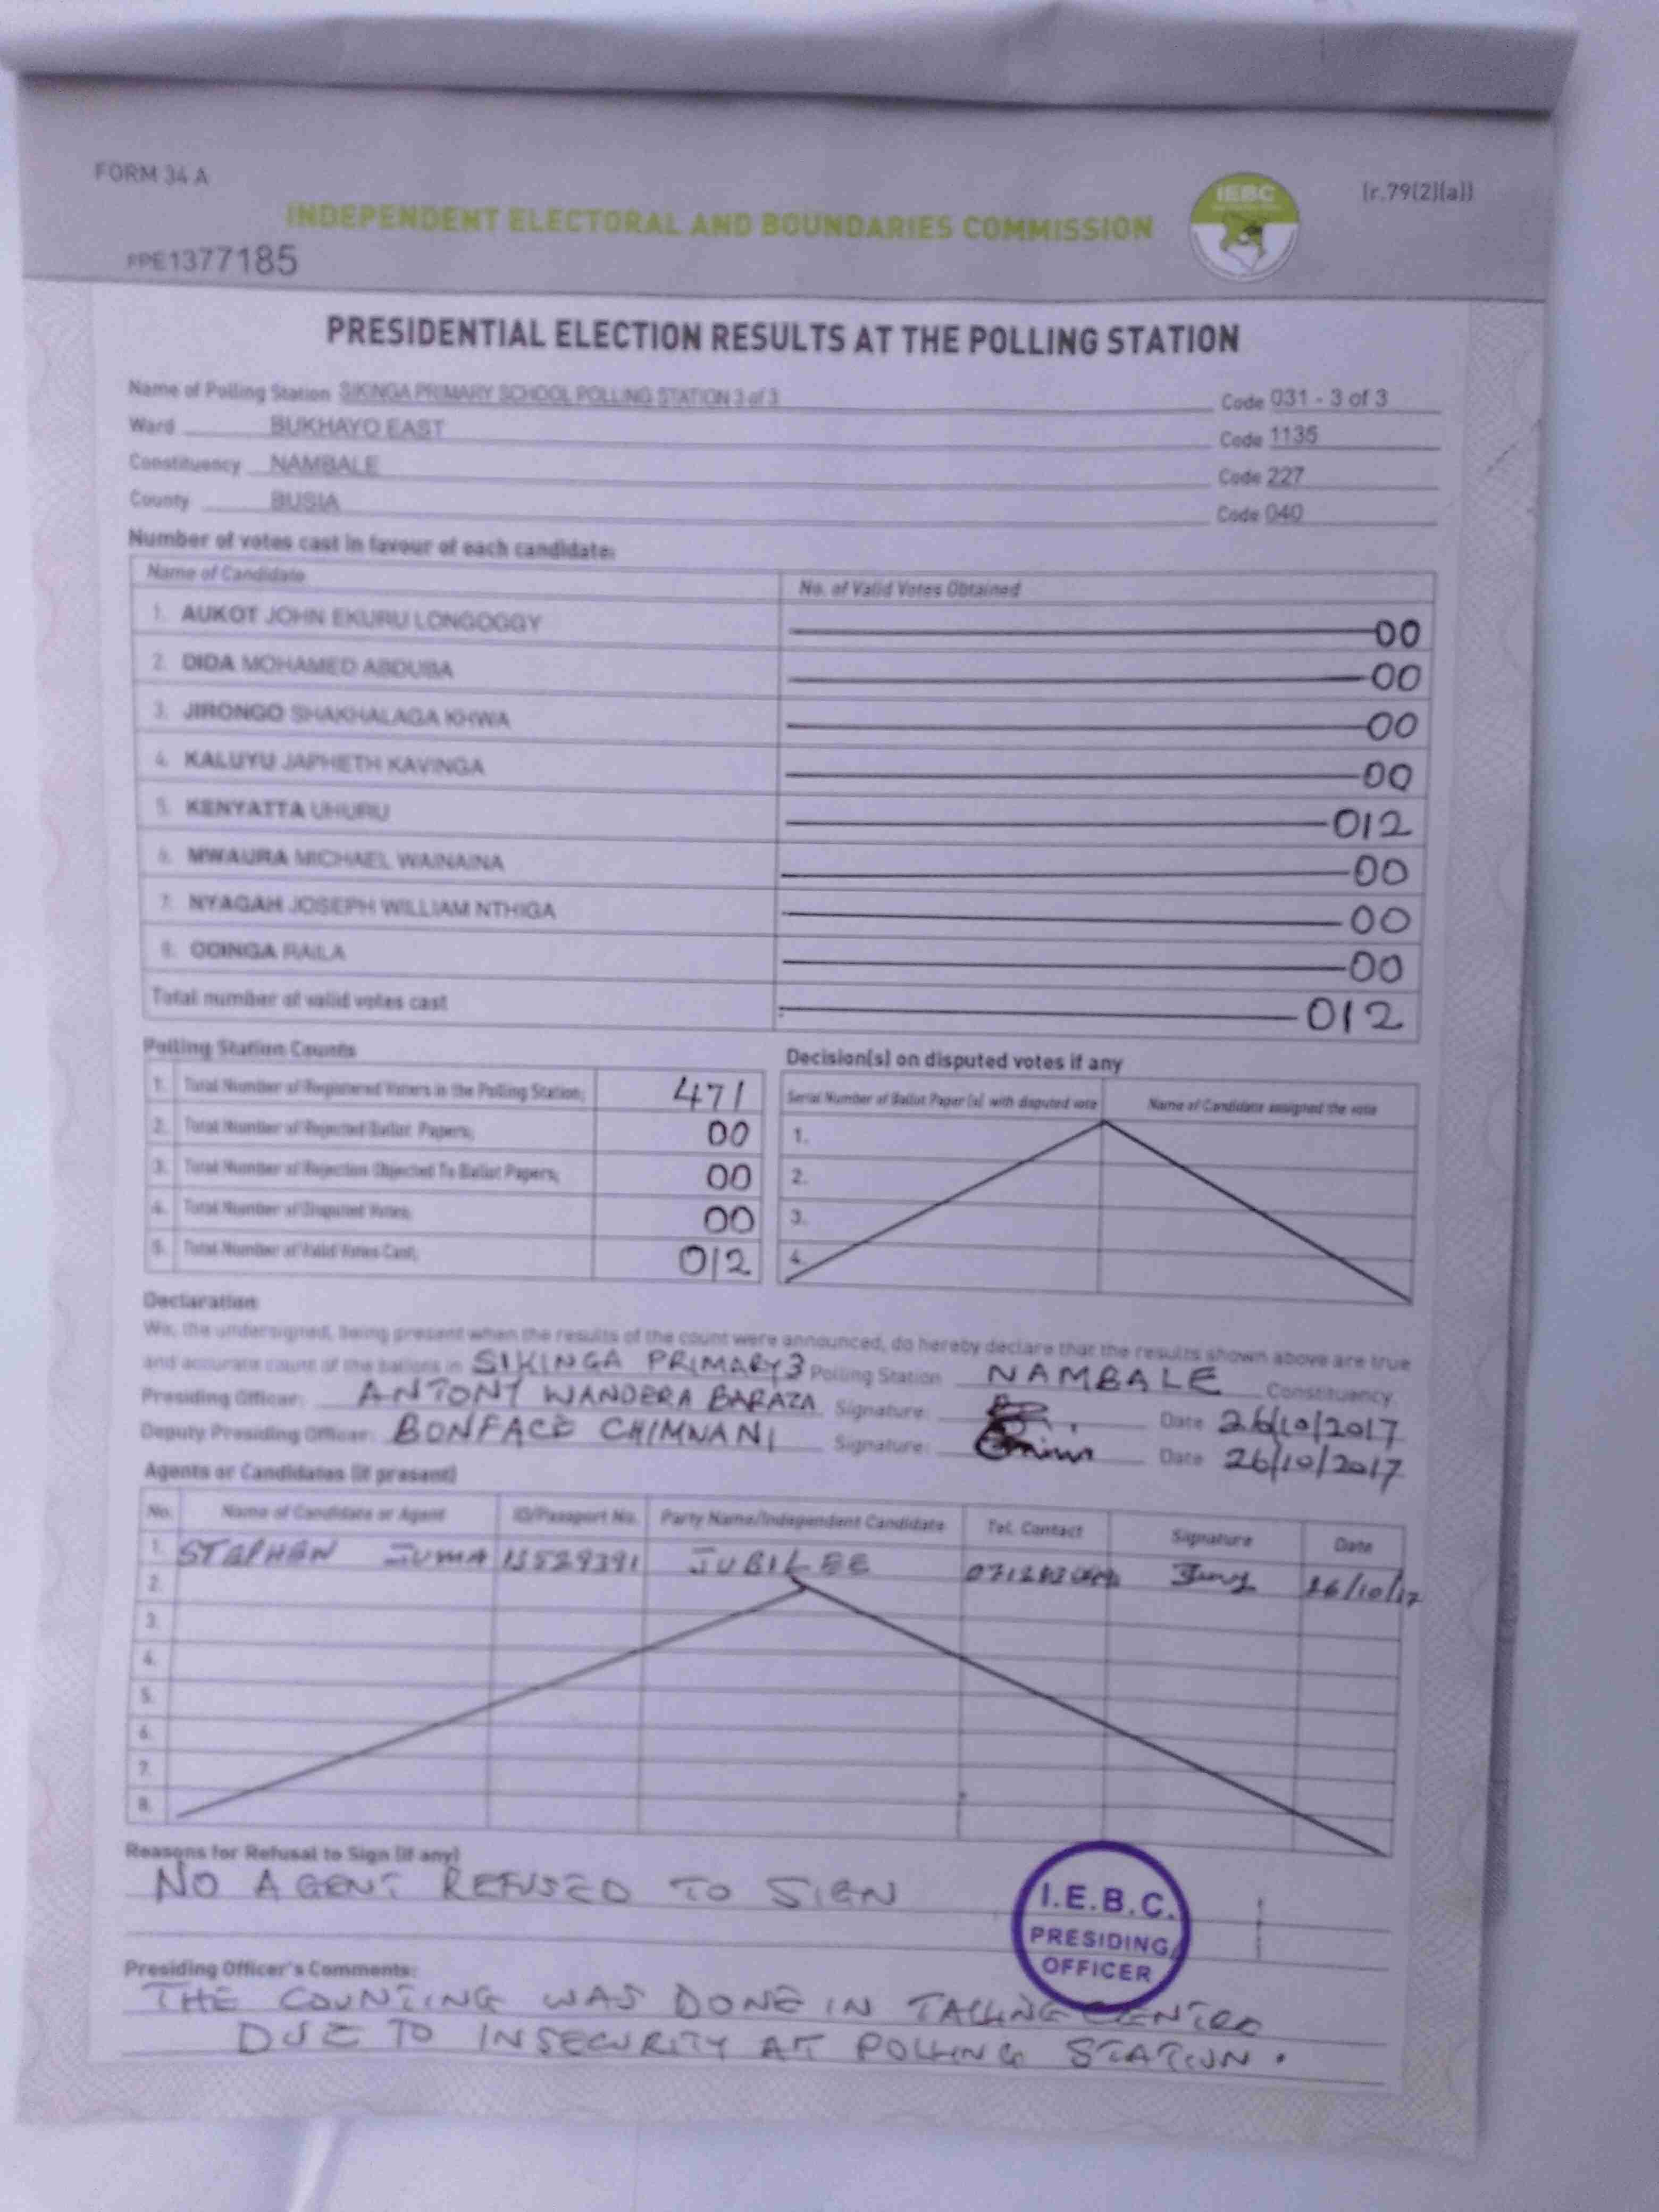 FORM 34 A
(r.79(2)(a))
IEBC
INDEPENDENT ELECTORAL AND BOUNDARIES COMMISSION
PPE1377185
PRESIDENTIAL ELECTION RESULTS AT THE POLLING STATION
Name of Polling Station SIKINGA PRIMARY SCHOOL POLLING STATION 3 of 3 Code 031 - 3 of 3
Ward BUKHAYO EAST Code 1135
Constituency NAMBALE Code 227
County BUSIA Code 040
Number of votes cast in favour of each candidate:
Name of Candidate No. of Valid Votes Obtained
1. AUKOT JOHN EKURU LONGOGGY 00
2. DIDA MOHAMED ABDUBA 00
3. JIRONGO SHAKHALAGA KHWA 00
4. KALUYU JAPHETH KAVINGA 00
5. KENYATTA UHURU 012
6. MWAURA MICHAEL WAINAINA 00
7. NYAGAH JOSEPH WILLIAM NTHIGA 00
8. ODINGA RAILA 00
Total number of valid votes cast 012
Polling Station Counts
1. Total Number of Registered Voters in the Polling Station; 471
2. Total Number of Rejected Ballot Papers; 00
3. Total Number of Rejection Objected To Ballot Papers; 00
4. Total Number of Disputed Votes; 00
5. Total Number of Valid Votes Cast; 012
Decision(s) on disputed votes if any
Serial Number of Ballot Paper (s) with disputed vote Name of Candidate assigned the vote
1.
2.
3.
4.
Declaration
We, the undersigned, being present when the results of the count were announced, do hereby declare that the results shown above are true
and accurate count of the ballots in SIKINGA PRIMARY 3 Polling Station NAMBALE Constituency
Presiding Officer: ANTONY WANDERA BARAZA Signature: Date 26/10/2017
Deputy Presiding Officer: BONFACE CHIMWANI Signature: Date 26/10/2017
Agents or Candidates (if present)
No. Name of Candidate or Agent ID/Passport No. Party Name/Independent Candidate Tel. Contact Signature Date
1. STEPHEN JUMA 13529391 JUBILEE 26/10/17
2.
3.
4.
5.
6.
7.
8.
Reasons for Refusal to Sign (if any)
NO AGENT REFUSED TO SIGN
I.E.B.C.
PRESIDING
OFFICER
Presiding Officer's Comments:
THE COUNTING WAS DONE IN TALLING CENTRE
DUE TO INSECURITY AT POLLING STATION.